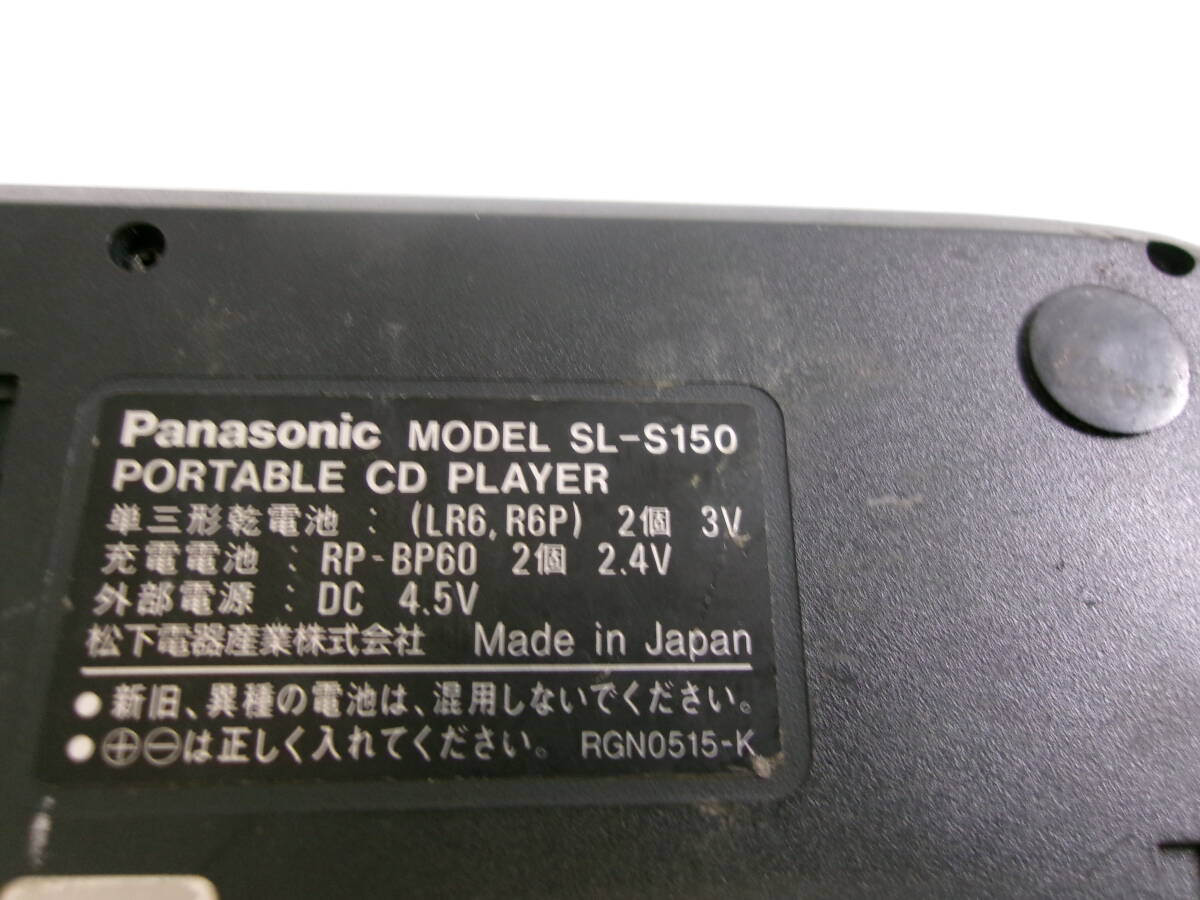 Panasonic MODEL SL-S150
PORTABLE CD PLAYER
単三形乾電池 : (LR6, R6P) 2個 3V
充電電池 : RP-BP60 2個 2.4V
外部電源 : DC 4.5V
松下電器産業株式会社 Made in Japan
● 新旧、異種の電池は、混用しないでください。
● ⊕⊖は正しく入れてください。 RGN0515-K